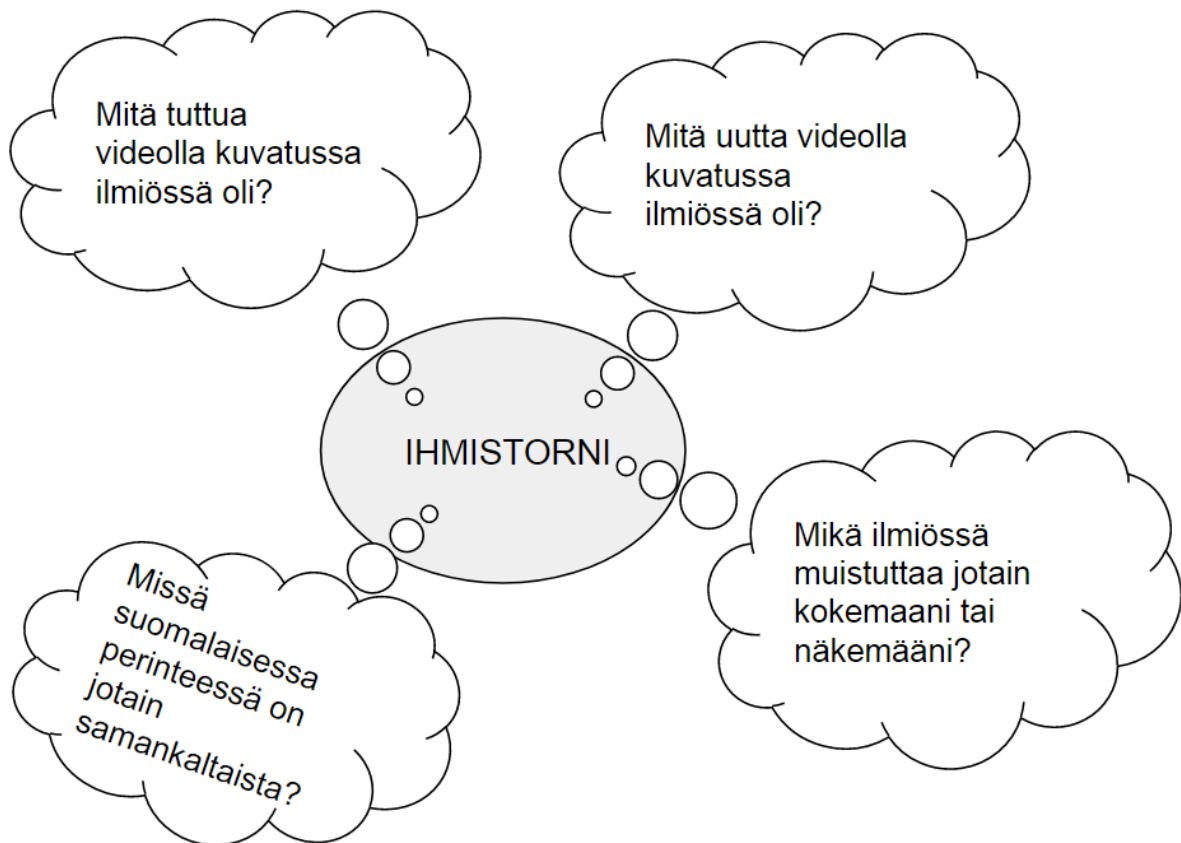 Mitä tuttua
videolla kuvatussa
ilmiössä oli?
Mitä uutta videolla
kuvatussa
ilmiössä oli?
IHMISTORNI
Missä
suomalaisessa
perinteessä on
jotain
samankaltaista?
Mikä ilmiössä
muistuttaa jotain
kokemaani tai
näkemääni?